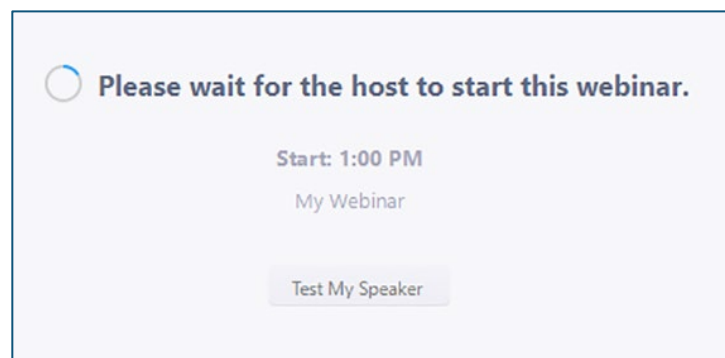 Please wait for the host to start this webinar.
Start: 1:00 PM
My Webinar
Test My Speaker